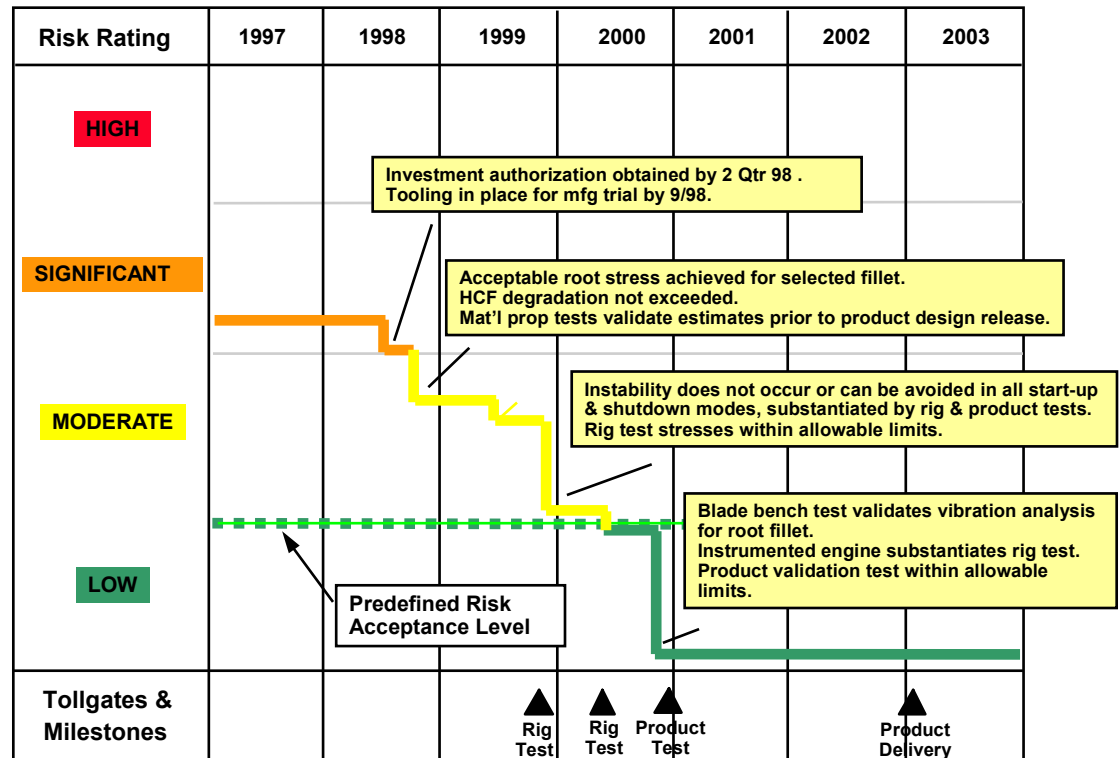 Risk Rating 1997 1998 1999 2000 2001 2002 2003
HIGH
Investment authorization obtained by 2 Qtr 98 .
Tooling in place for mfg trial by 9/98.
SIGNIFICANT
Acceptable root stress achieved for selected fillet.
HCF degradation not exceeded.
Mat'l prop tests validate estimates prior to product design release.
MODERATE
Instability does not occur or can be avoided in all start-up
& shutdown modes, substantiated by rig & product tests.
Rig test stresses within allowable limits.
Blade bench test validates vibration analysis
for root fillet.
Instrumented engine substantiates rig test.
Product validation test within allowable
limits.
LOW
Predefined Risk
Acceptance Level
Tollgates &
Milestones
Rig
Test
Rig
Test
Product
Test
Product
Delivery